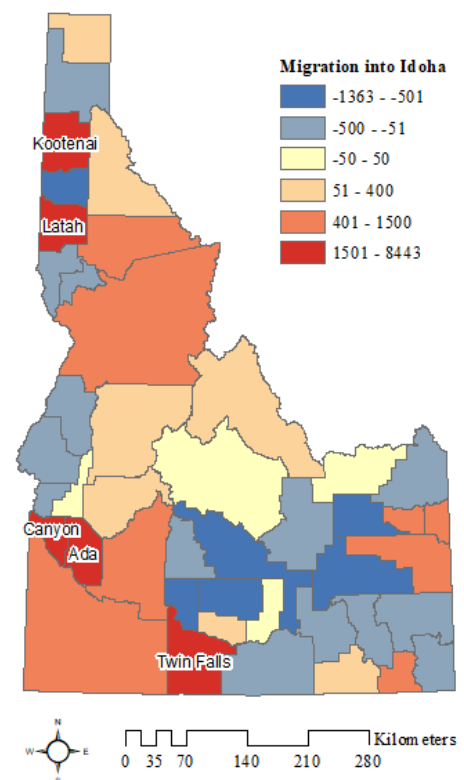 Migration into Idoha
-1363 - -501
-500 - -51
-50 - 50
51 - 400
401 - 1500
1501 - 8443
Kootenai
Latah
Canyon
Ada
Twin Falls
N
W E
Kilometers
0 35 70 140 210 280